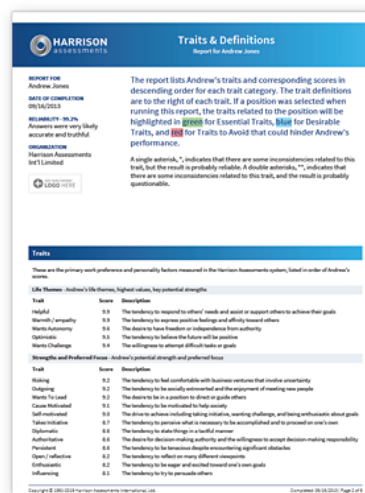 HARRISON
assessments
Traits & Definitions
Report for Andrew Jones
REPORT FOR
Andrew Jones
DATE OF COMPLETION
09/16/2013
RELIABILITY - 99.2%
Answers were very likely
accurate and truthful
ORGANIZATION
Harrison Assessments
Int'l Limited
LOGO HERE
The report lists Andrew's traits and corresponding scores in
descending order for each trait category. The trait definitions
are to the right of each trait. If a position was selected when
running this report, the traits related to the position will be
highlighted in green for Essential Traits, blue for Desirable
Traits, and red for Traits to Avoid that could hinder Andrew's
performance.
A single asterisk, *, indicates that there are some inconsistencies related to this
trait, but the result is probably reliable. A double asterisks, **, indicates that
there are some inconsistencies related to this trait, and the result is probably
questionable.
Traits
These are the primary work preference and personality factors measured in the Harrison Assessments system, listed in order of Andrew's
scores.
Life Themes - Andrew's life themes, highest values, key potential strengths
Trait Score Description
Helpful 9.9 The tendency to respond to others' needs and assist or support others to achieve their goals
Warmth / empathy 9.9 The tendency to express positive feelings and affinity toward others
Wants Autonomy 9.6 The desire to have freedom or independence from authority
Optimistic 9.5 The tendency to believe the future will be positive
Wants Challenge 9.4 The willingness to attempt difficult tasks or goals
Strengths and Preferred Focus - Andrew's potential strength and preferred focus
Trait Score Description
Risking 9.2 The tendency to feel comfortable with business ventures that involve uncertainty
Outgoing 9.2 The tendency to be socially extroverted and the enjoyment of meeting new people
Wants To Lead 9.2 The desire to be in a position to direct or guide others
Cause Motivated 9.1 The tendency to be motivated to help society
Self-motivated 9.0 The drive to achieve including taking initiative, wanting challenge, and being enthusiastic about goals
Takes Initiative 8.7 The tendency to perceive what is necessary to be accomplished and to proceed on one's own
Diplomatic 8.6 The tendency to state things in a tactful manner
Authoritative 8.6 The desire for decision-making authority and the willingness to accept decision-making responsibility
Persistent 8.6 The tendency to be tenacious despite encountering significant obstacles
Open / reflective 8.2 The tendency to reflect on many different viewpoints
Enthusiastic 8.2 The tendency to be eager and excited toward one's own goals
Influencing 8.1 The tendency to try to persuade others